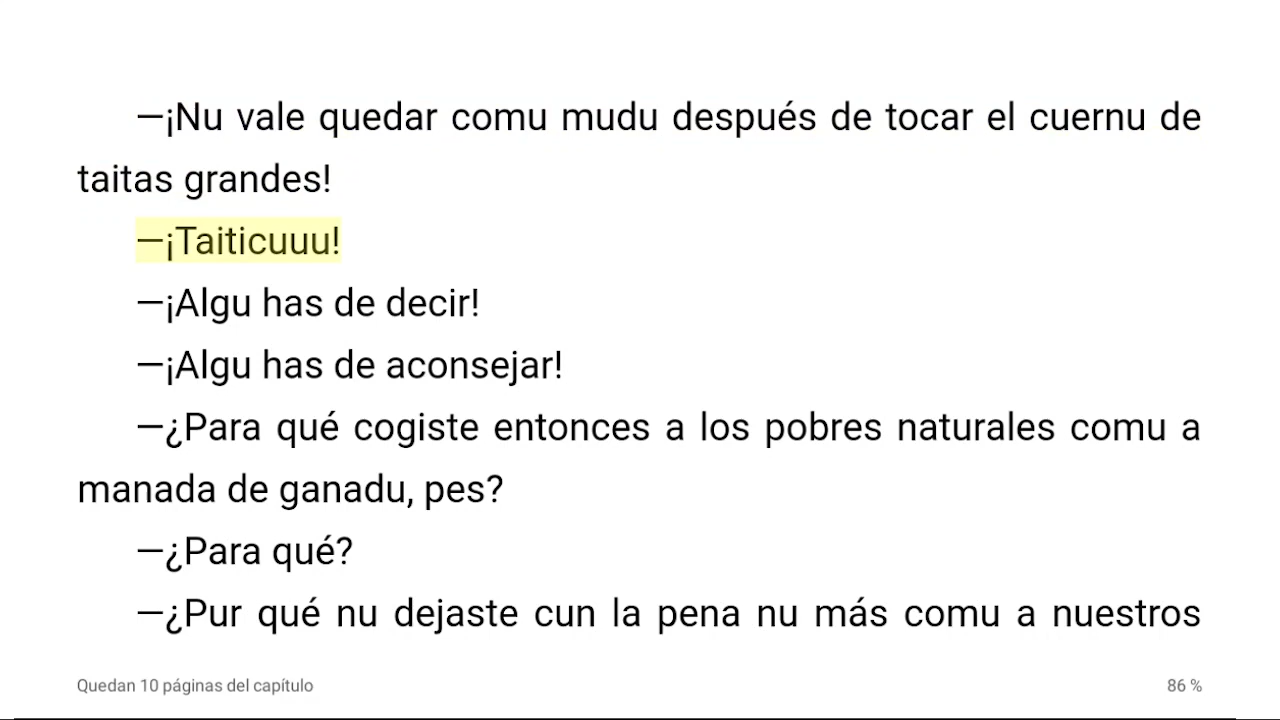 —¡Nu vale quedar comu mudu después de tocar el cuernu de
taitas grandes!
—¡Taiticuuu!
—¡Algu has de decir!
—¡Algu has de aconsejar!
—¿Para qué cogiste entonces a los pobres naturales comu a
manada de ganadu, pes?
—¿Para qué?
—¿Pur qué nu dejaste cun la pena nu más comu a nuestros
Quedan 10 páginas del capítulo
86 %